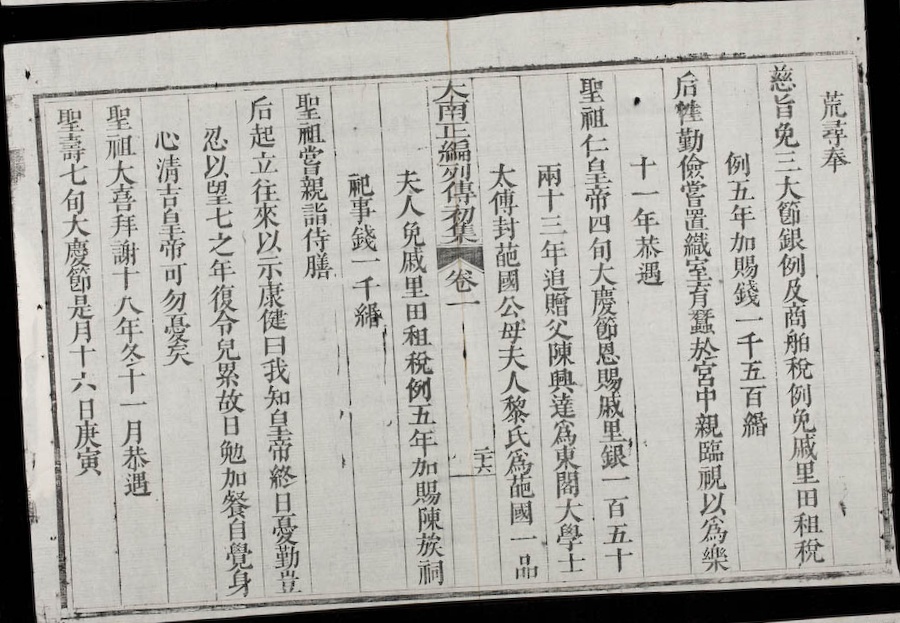 荒尋奉
慈旨免三大節銀例及商舶稅例免戚里田租稅
例五年加賜錢一千五百緡
后性勤儉嘗置織室育蠶於宮中親臨視以爲樂
十一年恭遇
聖祖仁皇帝四旬大慶節恩賜戚里銀一百五十
兩十三年追贈父陳興達爲東閣大學士
太傅封葩國公母夫人黎氏爲葩國一品
大南正編列傳初集 卷一 二十六
夫人免戚里田租稅例五年加賜陳族祠
祀事錢一千緡
聖祖嘗親詣侍膳
后起立往來以示康健曰我知皇帝終日憂勤豈
忍以望七之年復令兒累故日勉加餐自覺身
心清吉皇帝可勿憂矣
聖祖大喜拜謝十八年冬十一月恭遇
聖壽七旬大慶節是月十六日庚寅